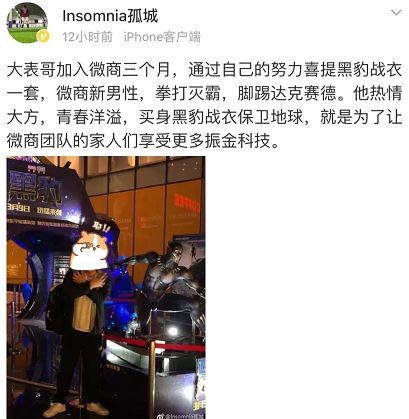 Insomnia孤城
12小时前 iPhone客户端
大表哥加入微商三个月，通过自己的努力喜提黑豹战衣
一套，微商新男性，拳打灭霸，脚踢达克赛德。他热情
大方，青春洋溢，买身黑豹战衣保卫地球，就是为了让
微商团队的家人们享受更多振金科技。
黑豹
COFFEE
@Insomnia孤城